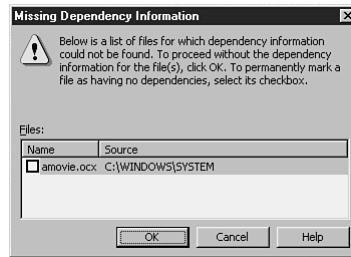 Missing Dependency Information
Below is a list of files for which dependency information
could not be found. To proceed without the dependency
information for the file(s), click OK. To permanently mark a
file as having no dependencies, select its checkbox.
Files:
Name Source
amovie.ocx C:\WINDOWS\SYSTEM
OK Cancel Help